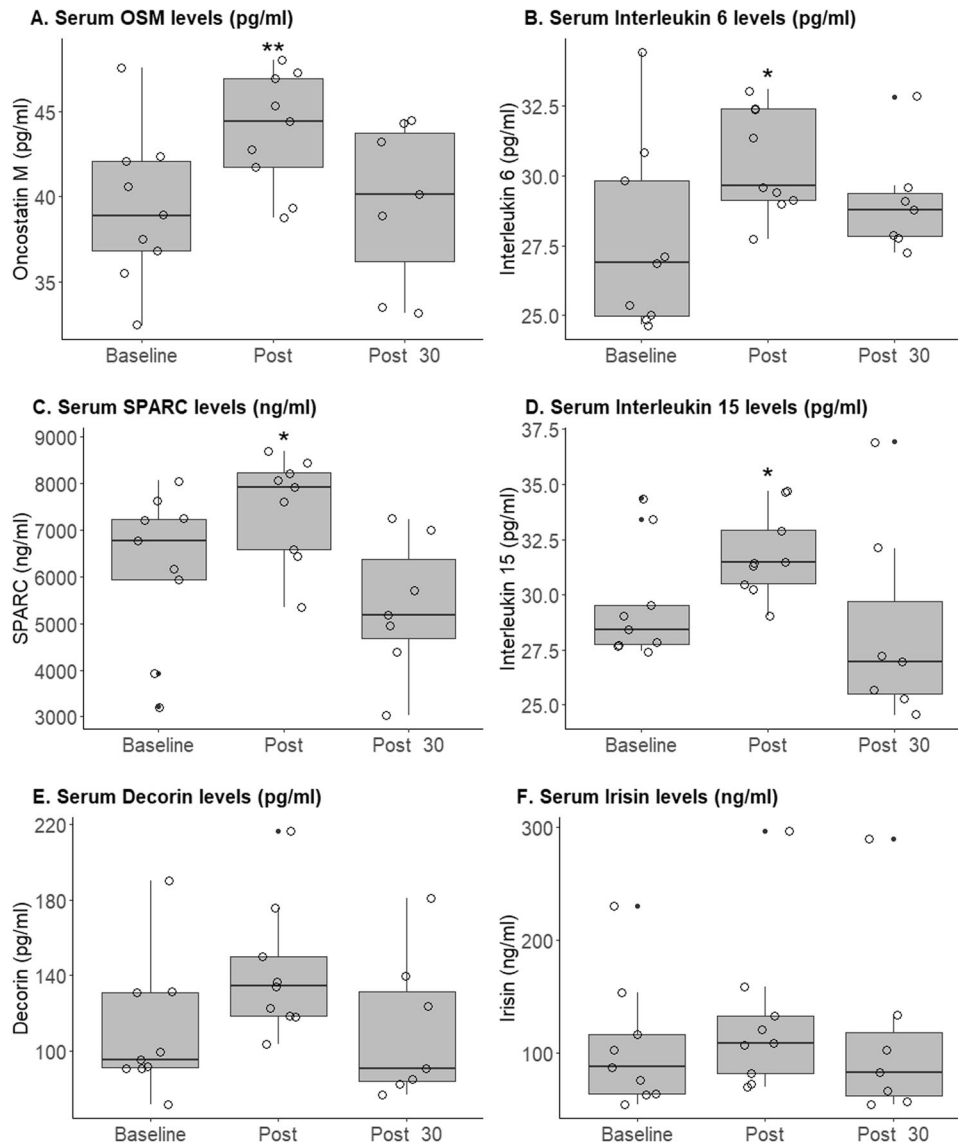 A. Serum OSM levels (pg/ml)
**
Oncostatin M (pg/ml)
45
40
35
Baseline
Post
Post 30
B. Serum Interleukin 6 levels (pg/ml)
*
Interleukin 6 (pg/ml)
32.5
30.0
27.5
25.0
Baseline
Post
Post 30
C. Serum SPARC levels (ng/ml)
*
SPARC (ng/ml)
9000
8000
7000
6000
5000
4000
3000
Baseline
Post
Post 30
D. Serum Interleukin 15 levels (pg/ml)
*
Interleukin 15 (pg/ml)
37.5
35.0
32.5
30.0
27.5
25.0
Baseline
Post
Post 30
E. Serum Decorin levels (pg/ml)
Decorin (pg/ml)
220
180
140
100
Baseline
Post
Post 30
F. Serum Irisin levels (ng/ml)
Irisin (ng/ml)
300
200
100
Baseline
Post
Post 30